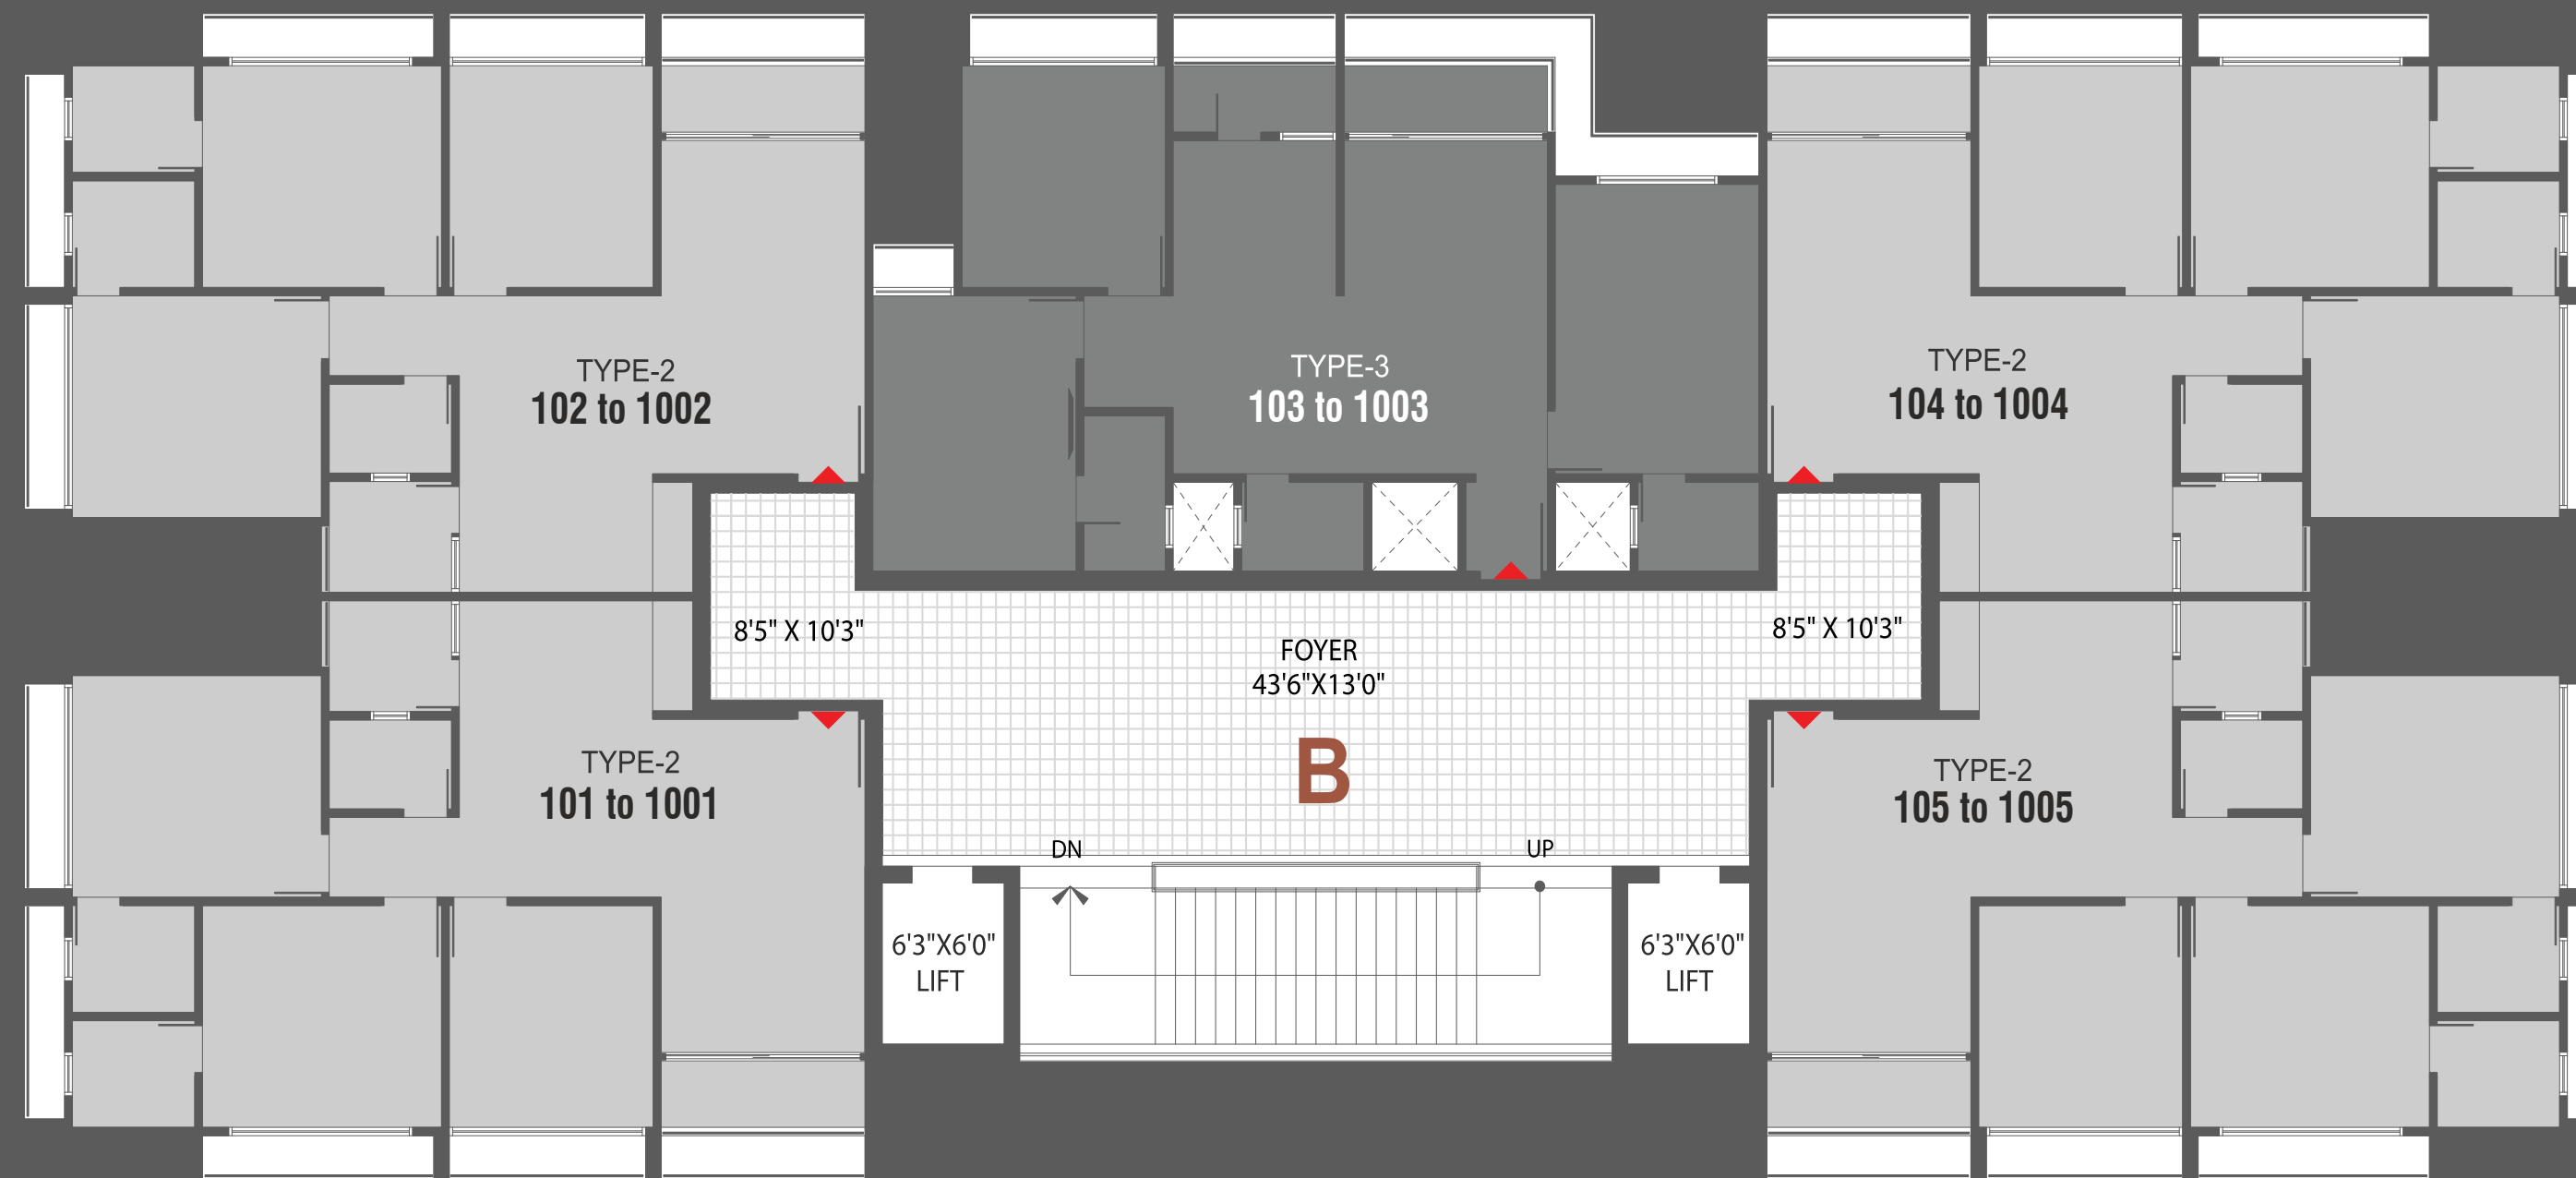 TYPE-2
102 to 1002
TYPE-3
103 to 1003
TYPE-2
104 to 1004
8'5" X 10'3"
FOYER
43'6"X13'0"
8'5" X 10'3"
TYPE-2
101 to 1001
B
TYPE-2
105 to 1005
DN
UP
6'3"X6'0"
LIFT
6'3"X6'0"
LIFT